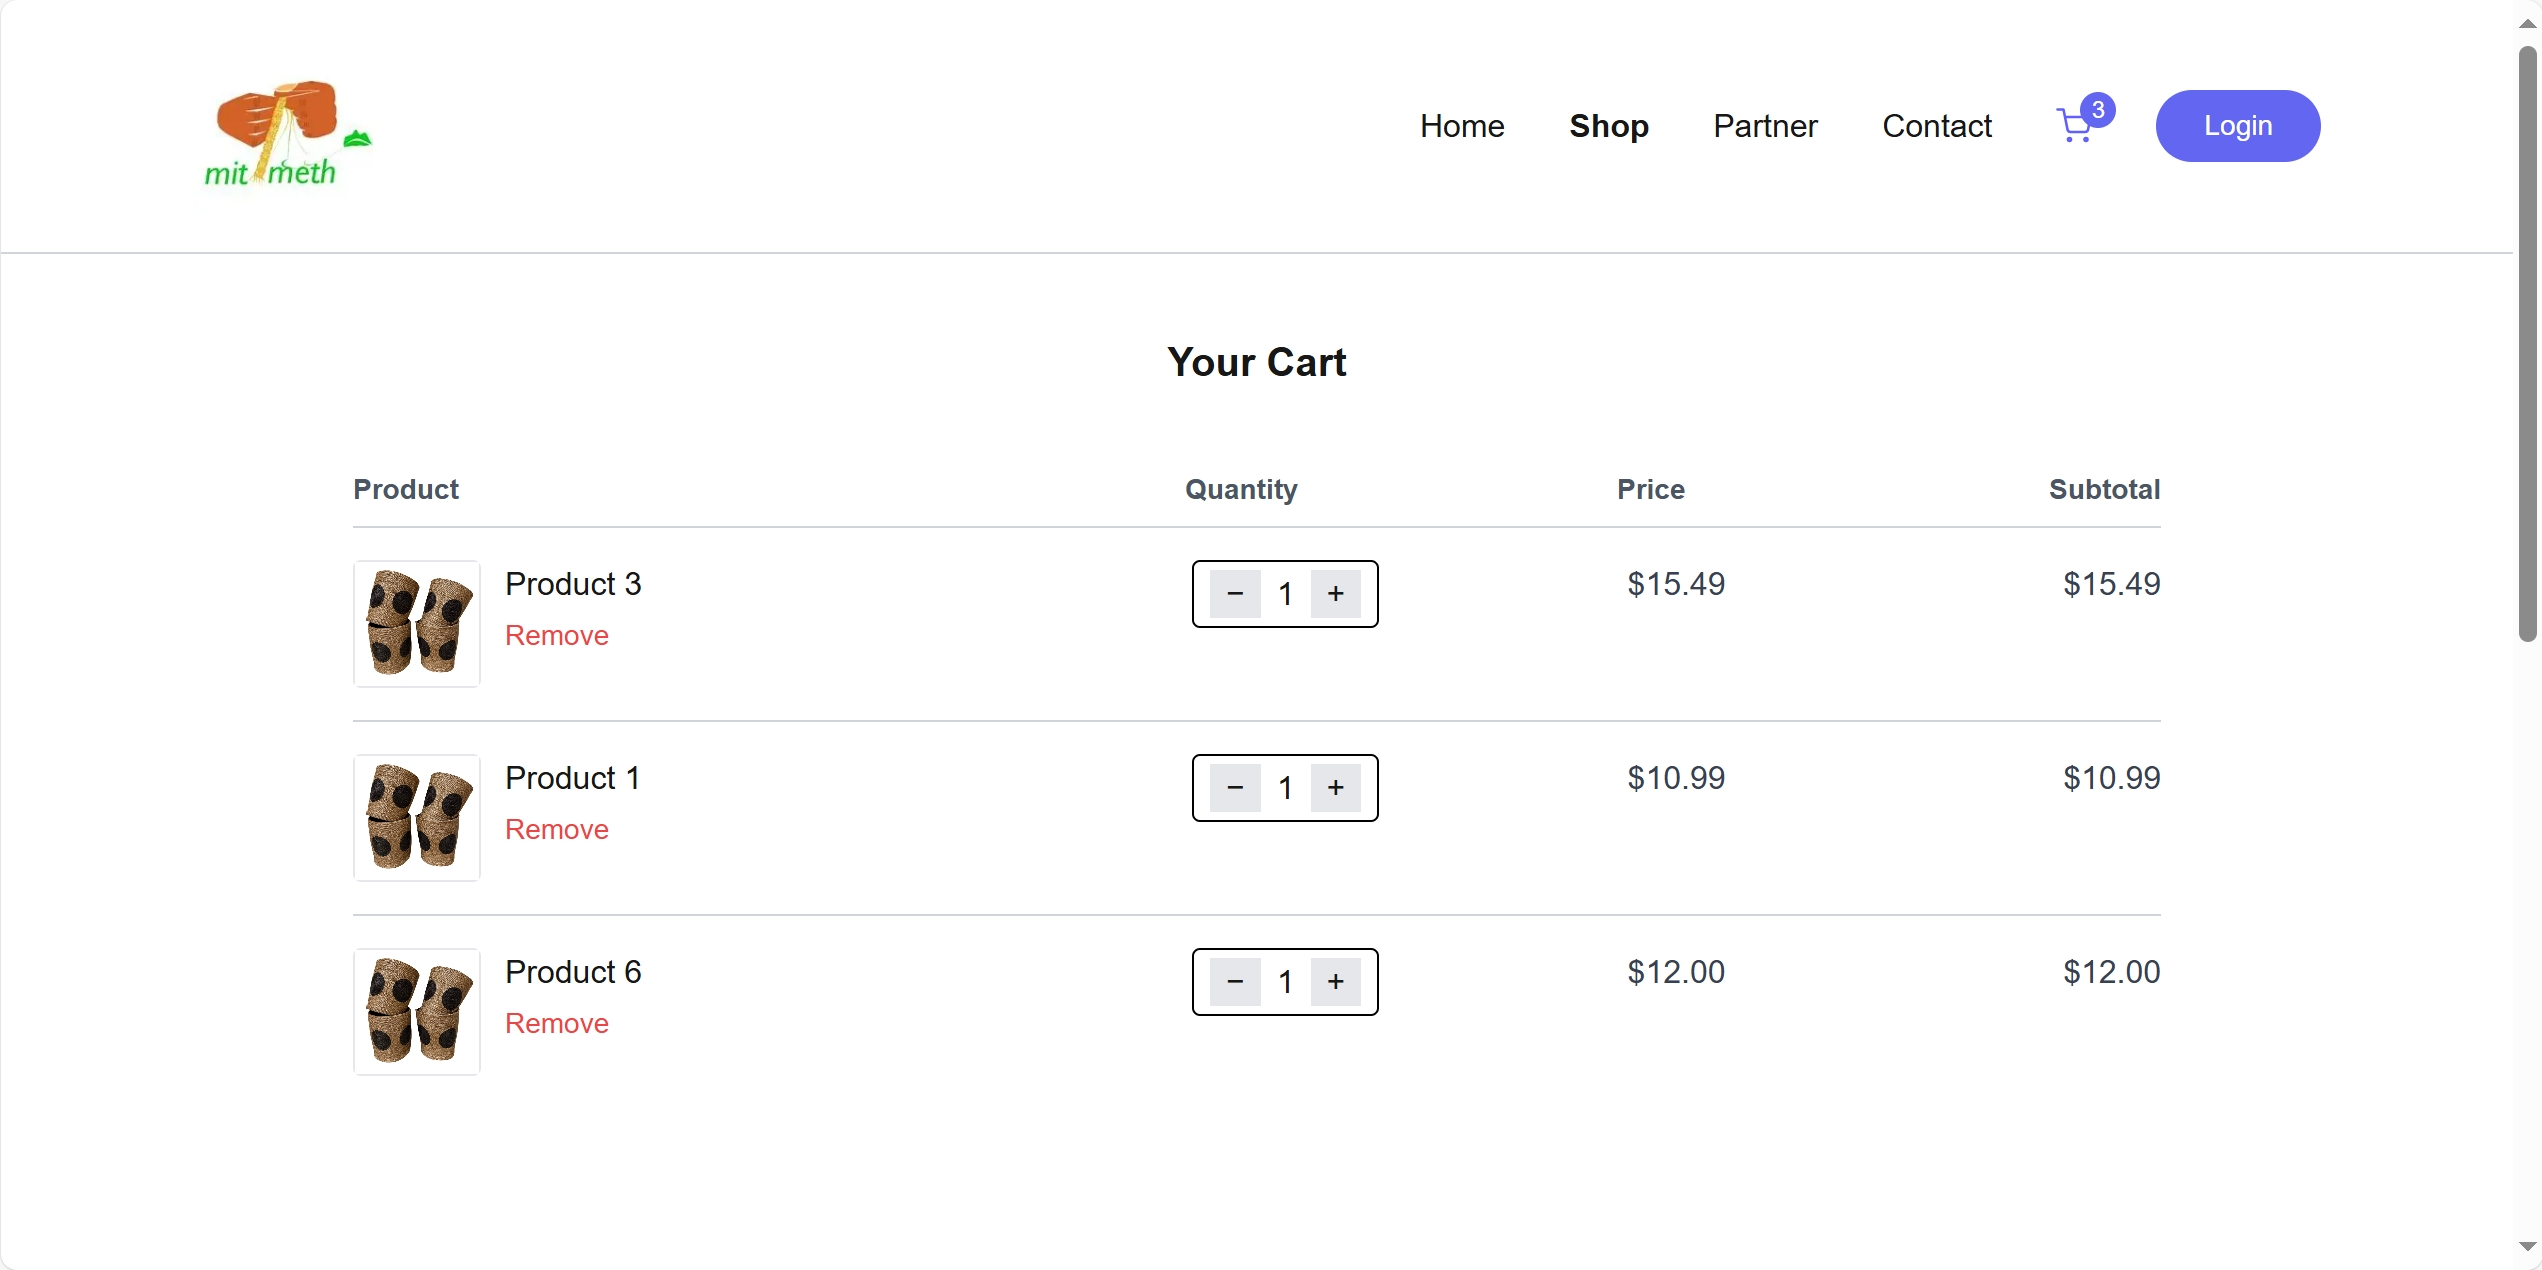 mit meth
Home Shop Partner Contact 3 Login
Your Cart
Product Quantity Price Subtotal
Product 3 − 1 + $15.49 $15.49
Remove
Product 1 − 1 + $10.99 $10.99
Remove
Product 6 − 1 + $12.00 $12.00
Remove